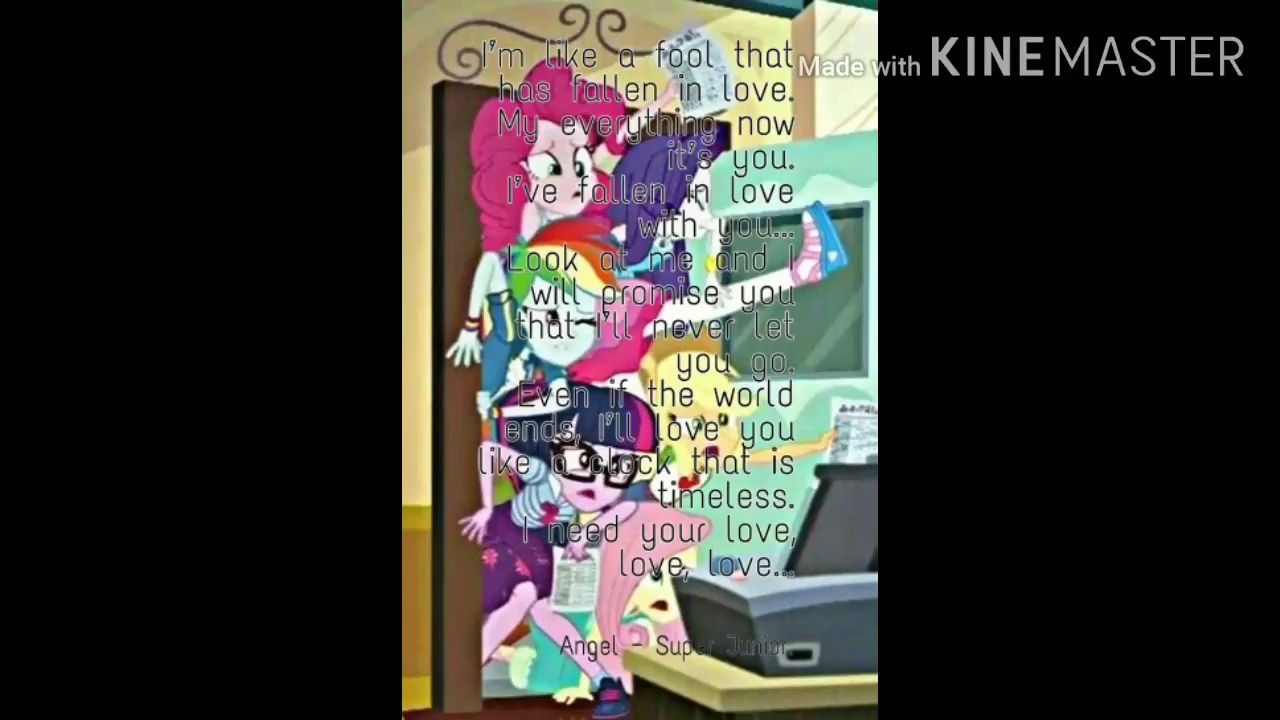 Made with KINEMASTER
I'm like a fool that
has fallen in love.
My everything now
it's you.
I've fallen in love
with you...
Look at me and I
will promise you
that I'll never let
you go.
Even if the world
ends, I'll love you
like a clock that is
timeless.
I need your love,
love, love...
Angel - Super Junior